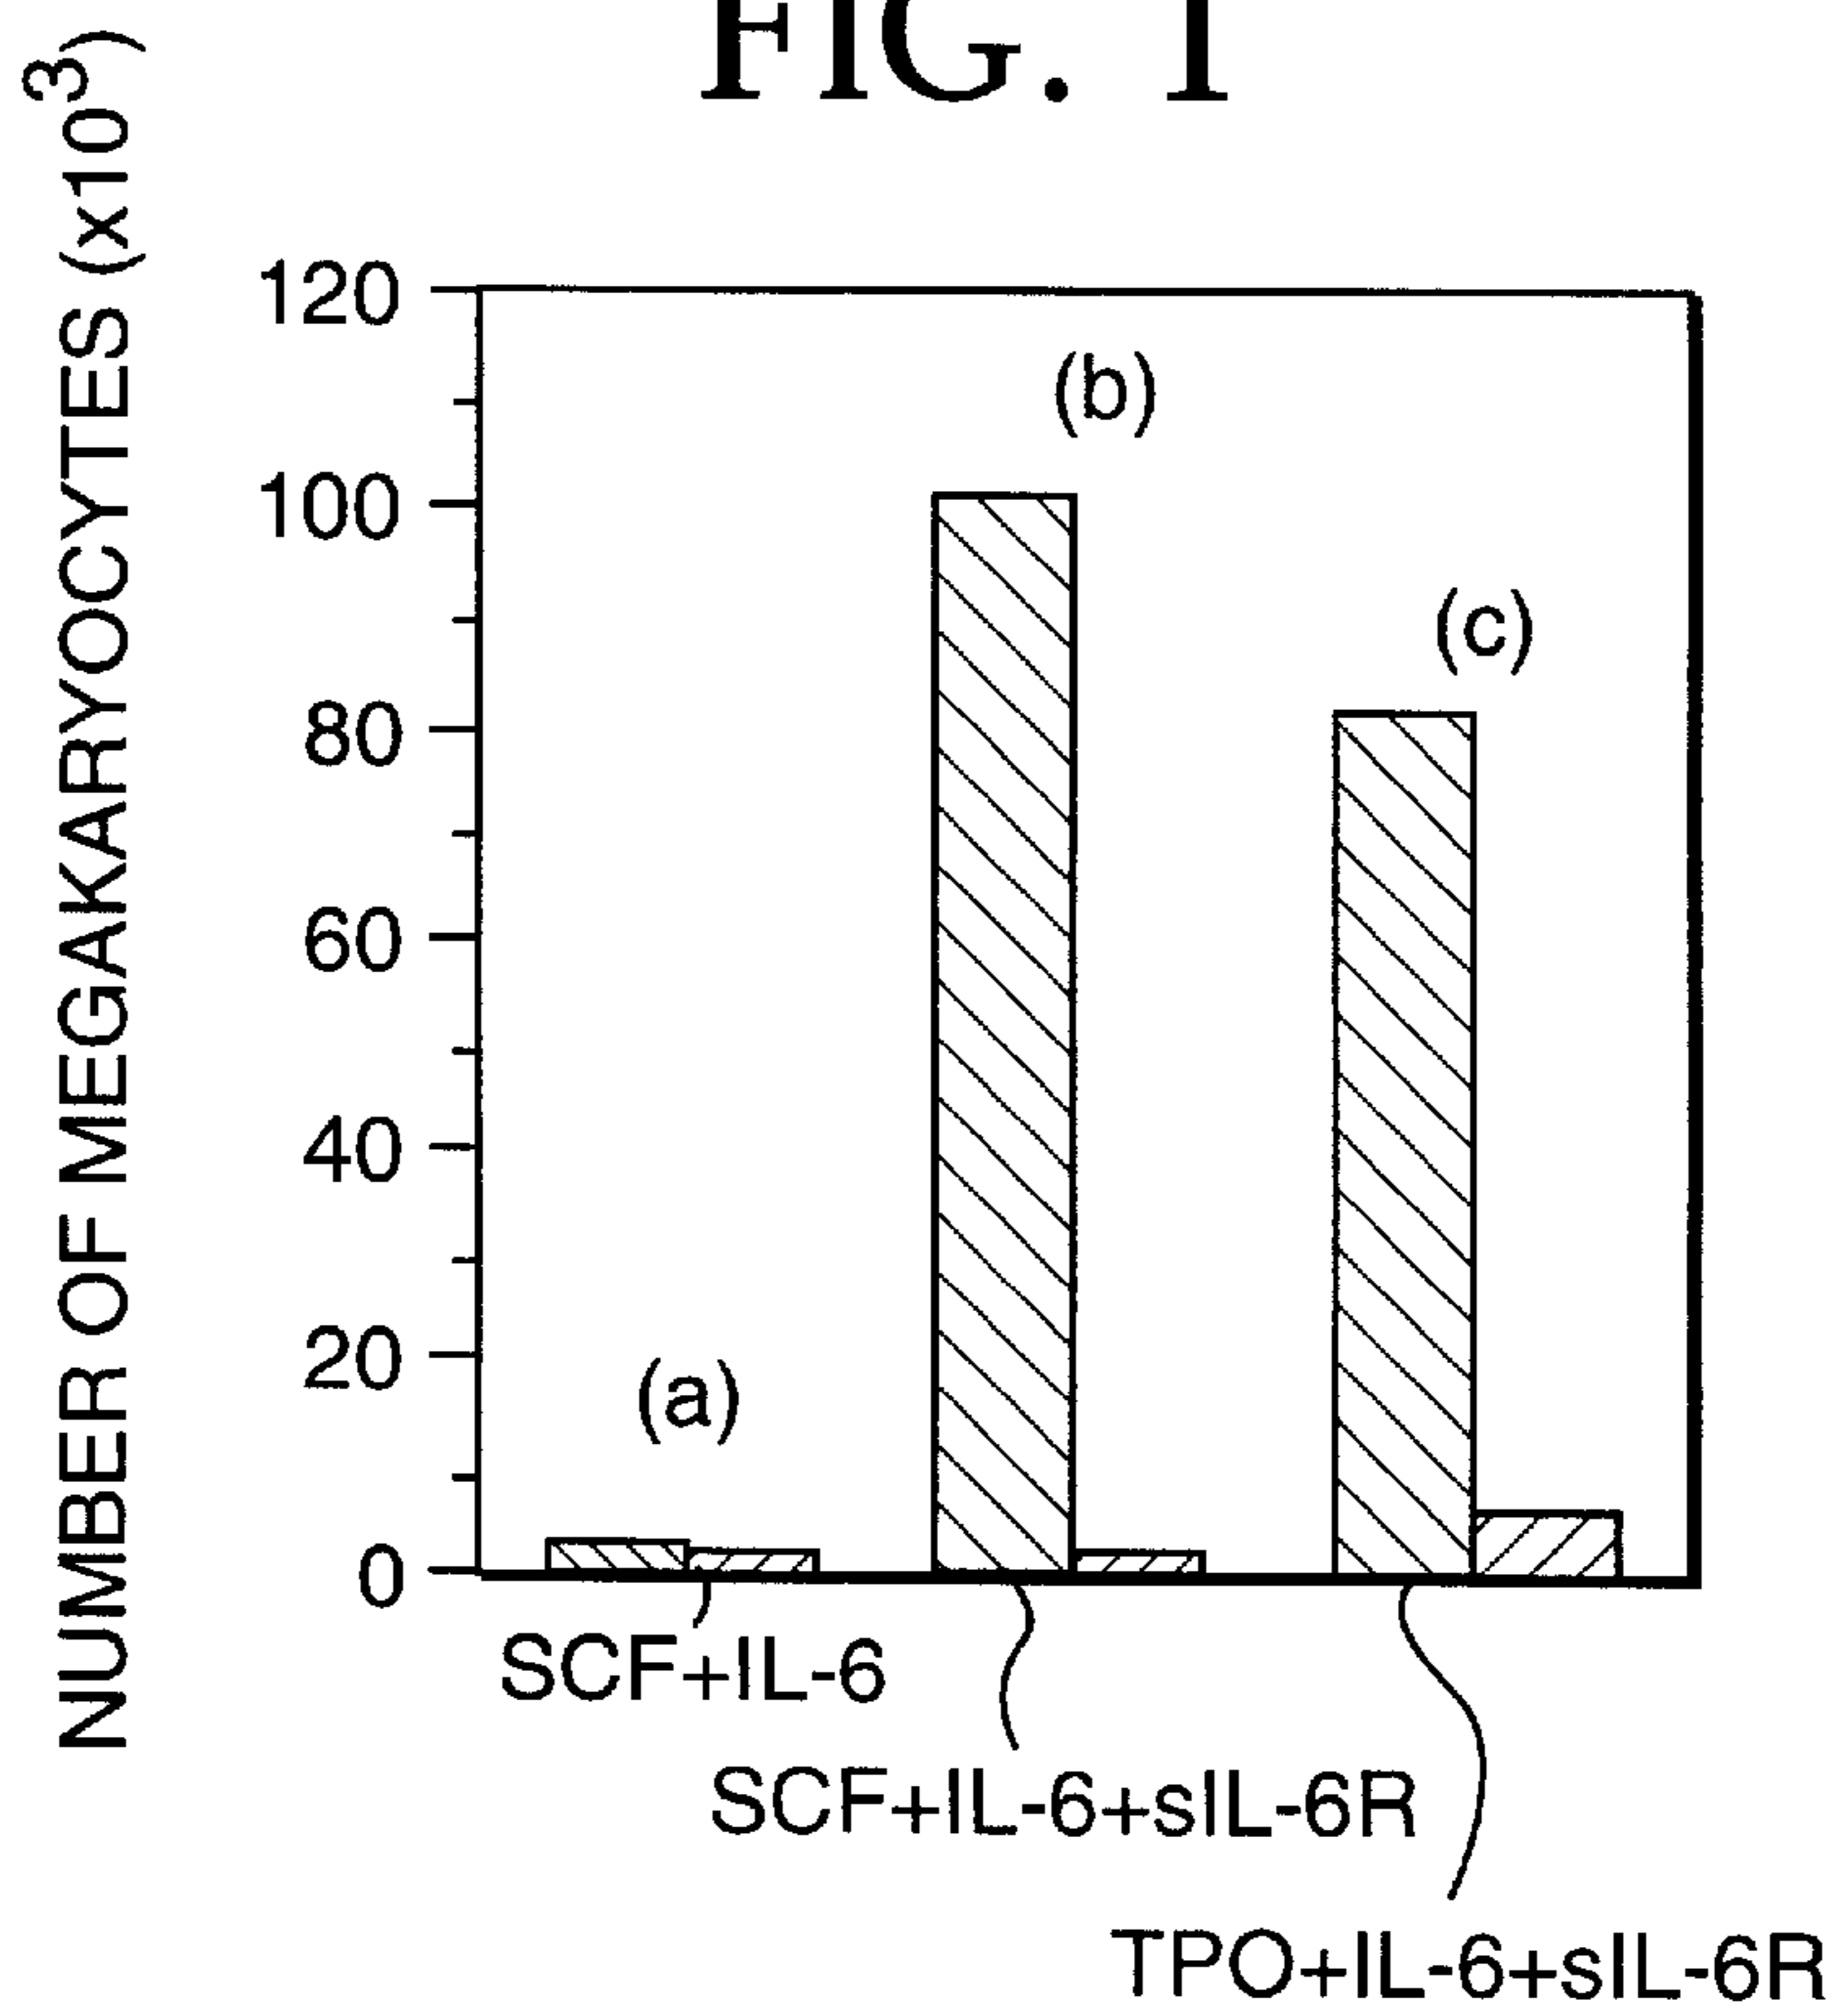 FIG. 1
NUMBER OF MEGAKARYOCYTES (x10³)
120
100
80
60
40
20
0
(a)
(b)
(c)
SCF+IL-6
SCF+IL-6+sIL-6R
TPO+IL-6+sIL-6R